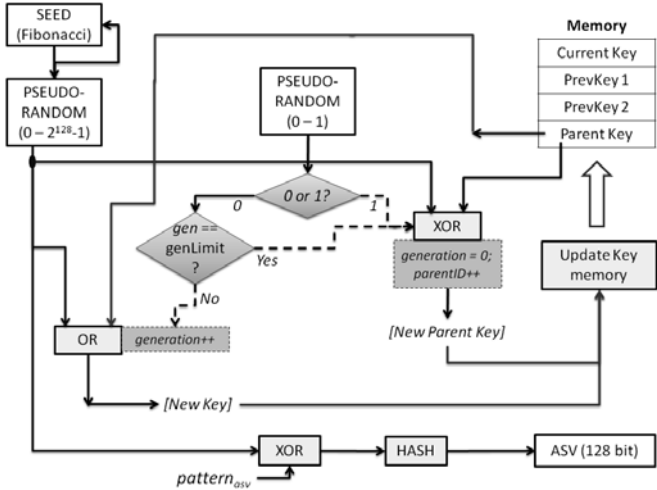 SEED
(Fibonacci)
Memory
Current Key
PrevKey 1
PrevKey 2
Parent Key
PSEUDO-
RANDOM
(0 – 2¹²⁸-1)
PSEUDO-
RANDOM
(0 – 1)
0 or 1?
0
1
gen ==
genLimit
?
Yes
No
XOR
generation = 0;
parentID++
Update Key
memory
[New Parent Key]
OR
generation++
[New Key]
XOR
HASH
ASV (128 bit)
pattern_asv